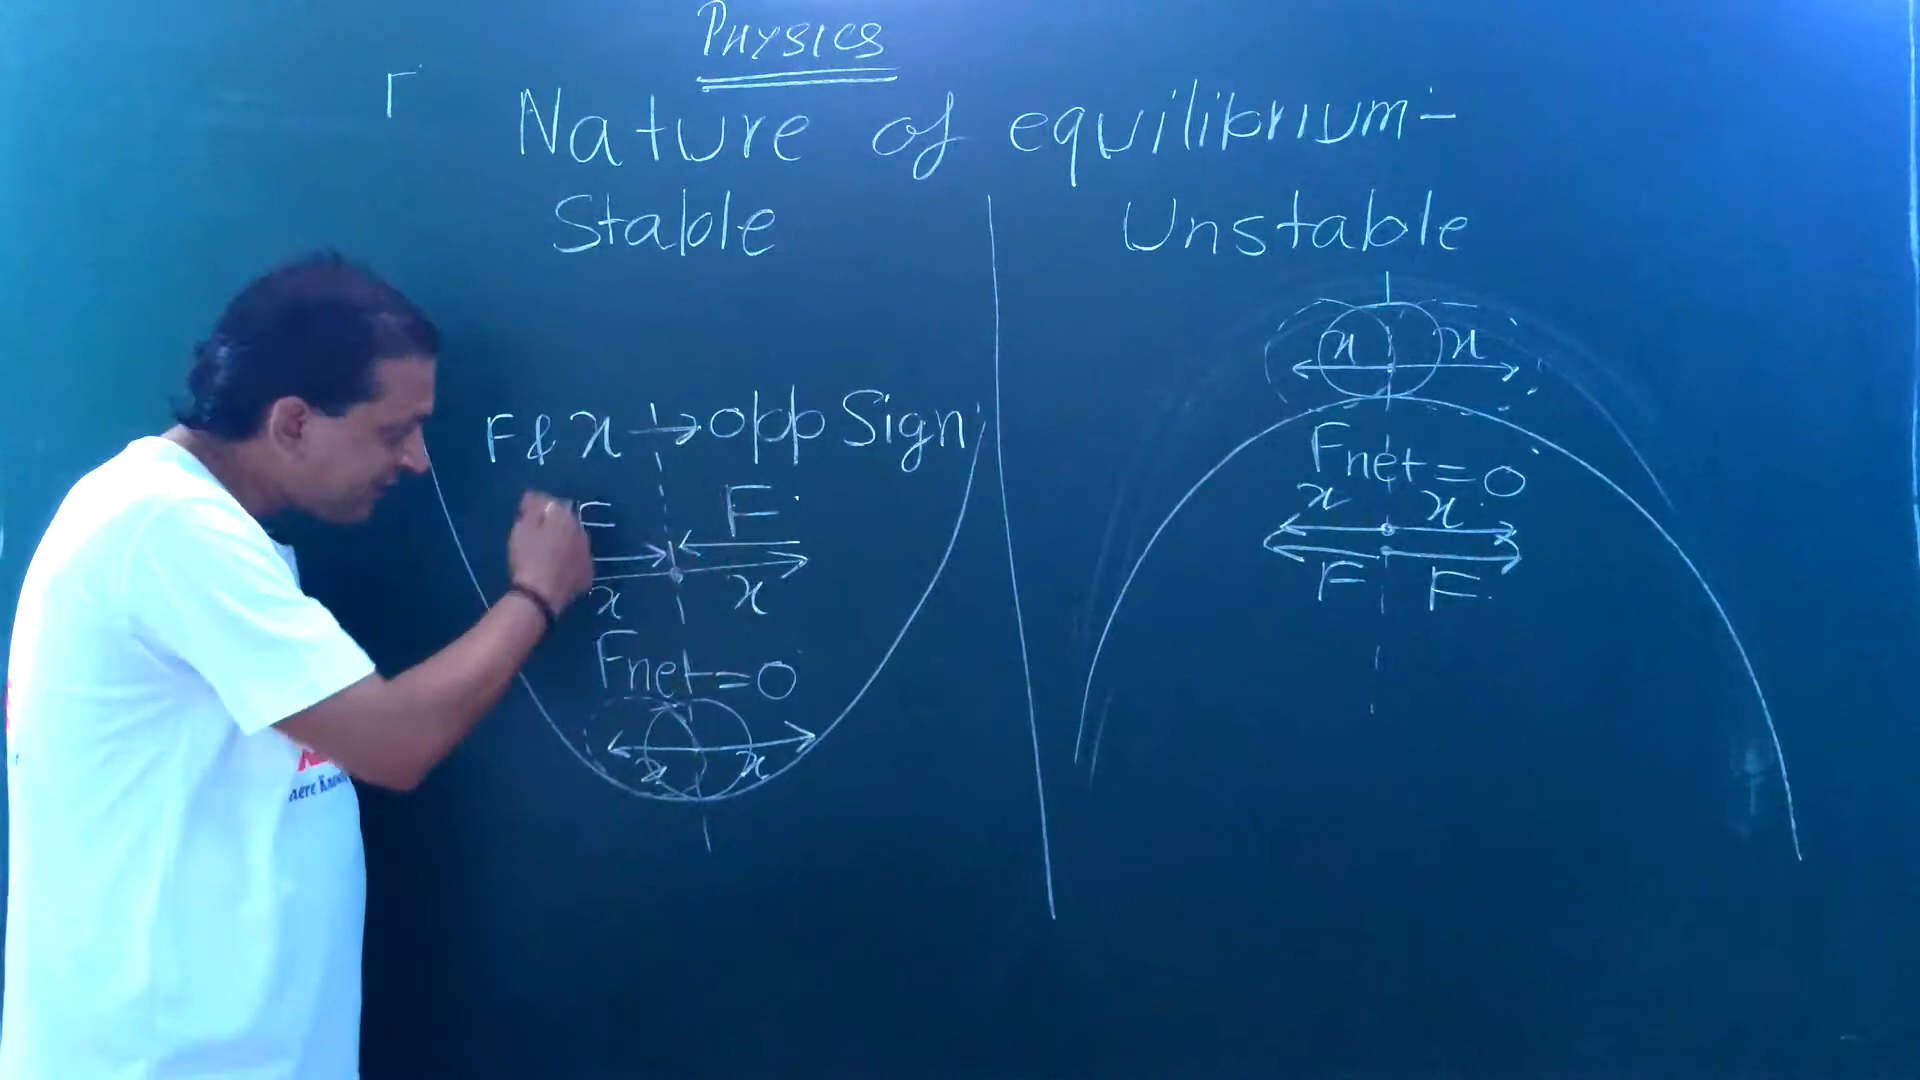 PHYSICS
Nature of equilibrium:-
Stable
Unstable
F & x → opp Sign
F F
x x
Fnet = 0
x x
x x
Fnet = 0
x x
F F